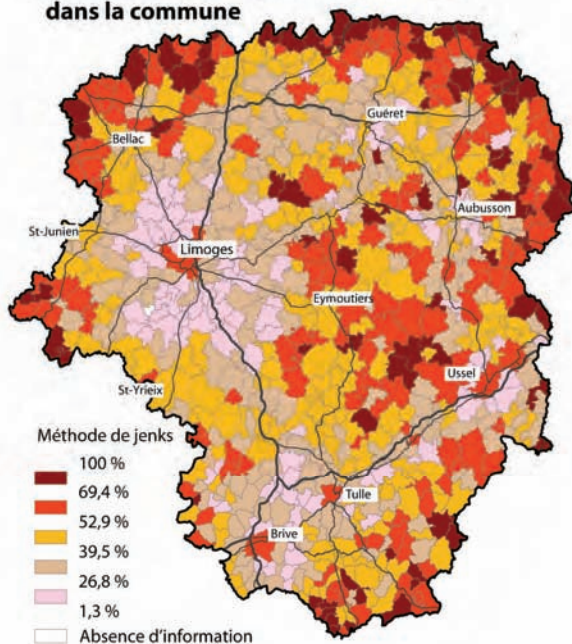 dans la commune
Guéret
Bellac
Aubusson
St-Junien
Limoges
Eymoutiers
Ussel
St-Yrieix
Méthode de jenks
100 %
69,4 %
52,9 %
39,5 %
26,8 %
1,3 %
Absence d'information
Tulle
Brive